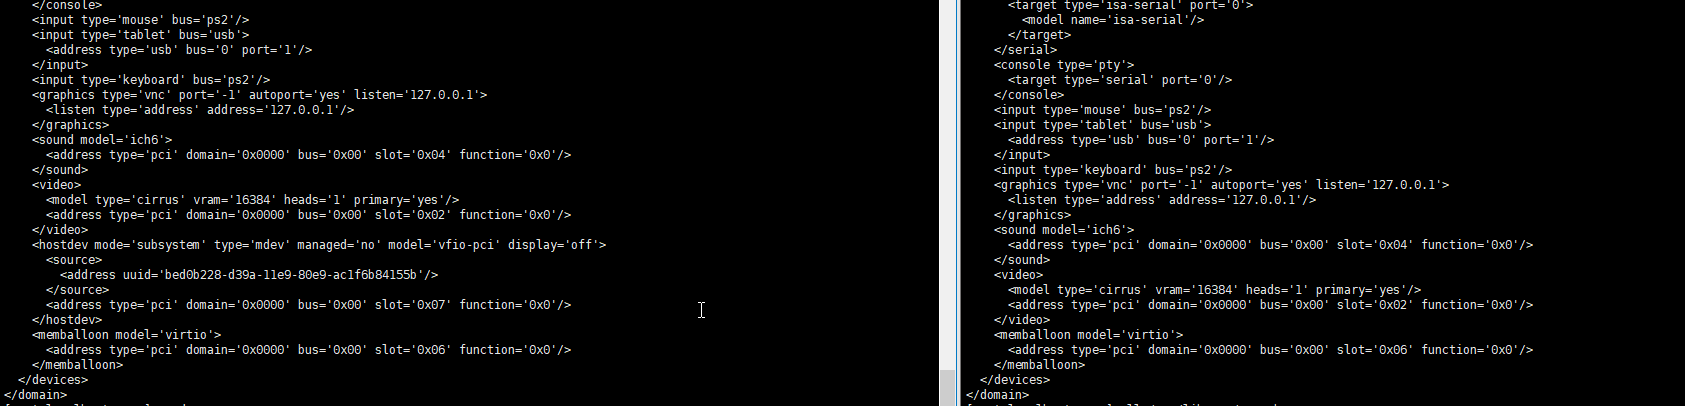 </console>
    <input type='mouse' bus='ps2'/>
    <input type='tablet' bus='usb'>
      <address type='usb' bus='0' port='1'/>
    </input>
    <input type='keyboard' bus='ps2'/>
    <graphics type='vnc' port='-1' autoport='yes' listen='127.0.0.1'>
      <listen type='address' address='127.0.0.1'/>
    </graphics>
    <sound model='ich6'>
      <address type='pci' domain='0x0000' bus='0x00' slot='0x04' function='0x0'/>
    </sound>
    <video>
      <model type='cirrus' vram='16384' heads='1' primary='yes'/>
      <address type='pci' domain='0x0000' bus='0x00' slot='0x02' function='0x0'/>
    </video>
    <hostdev mode='subsystem' type='mdev' managed='no' model='vfio-pci' display='off'>
      <source>
        <address uuid='bed0b228-d39a-11e9-80e9-ac1f6b84155b'/>
      </source>
      <address type='pci' domain='0x0000' bus='0x00' slot='0x07' function='0x0'/>
    </hostdev>
    <memballoon model='virtio'>
      <address type='pci' domain='0x0000' bus='0x00' slot='0x06' function='0x0'/>
    </memballoon>
  </devices>
</domain>
      <target type='isa-serial' port='0'>
        <model name='isa-serial'/>
      </target>
    </serial>
    <console type='pty'>
      <target type='serial' port='0'/>
    </console>
    <input type='mouse' bus='ps2'/>
    <input type='tablet' bus='usb'>
      <address type='usb' bus='0' port='1'/>
    </input>
    <input type='keyboard' bus='ps2'/>
    <graphics type='vnc' port='-1' autoport='yes' listen='127.0.0.1'>
      <listen type='address' address='127.0.0.1'/>
    </graphics>
    <sound model='ich6'>
      <address type='pci' domain='0x0000' bus='0x00' slot='0x04' function='0x0'/>
    </sound>
    <video>
      <model type='cirrus' vram='16384' heads='1' primary='yes'/>
      <address type='pci' domain='0x0000' bus='0x00' slot='0x02' function='0x0'/>
    </video>
    <memballoon model='virtio'>
      <address type='pci' domain='0x0000' bus='0x00' slot='0x06' function='0x0'/>
    </memballoon>
  </devices>
</domain>